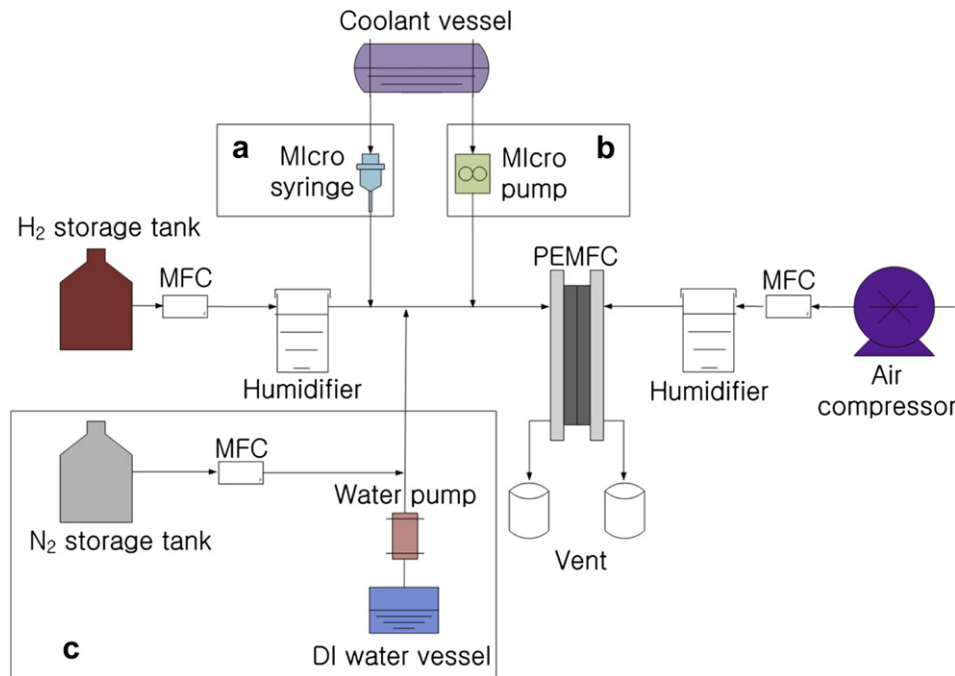 Coolant vessel
a
MIcro
syringe
b
MIcro
pump
H₂ storage tank
MFC
Humidifier
PEMFC
MFC
Humidifier
Air
compressor
N₂ storage tank
MFC
Water pump
DI water vessel
Vent
c